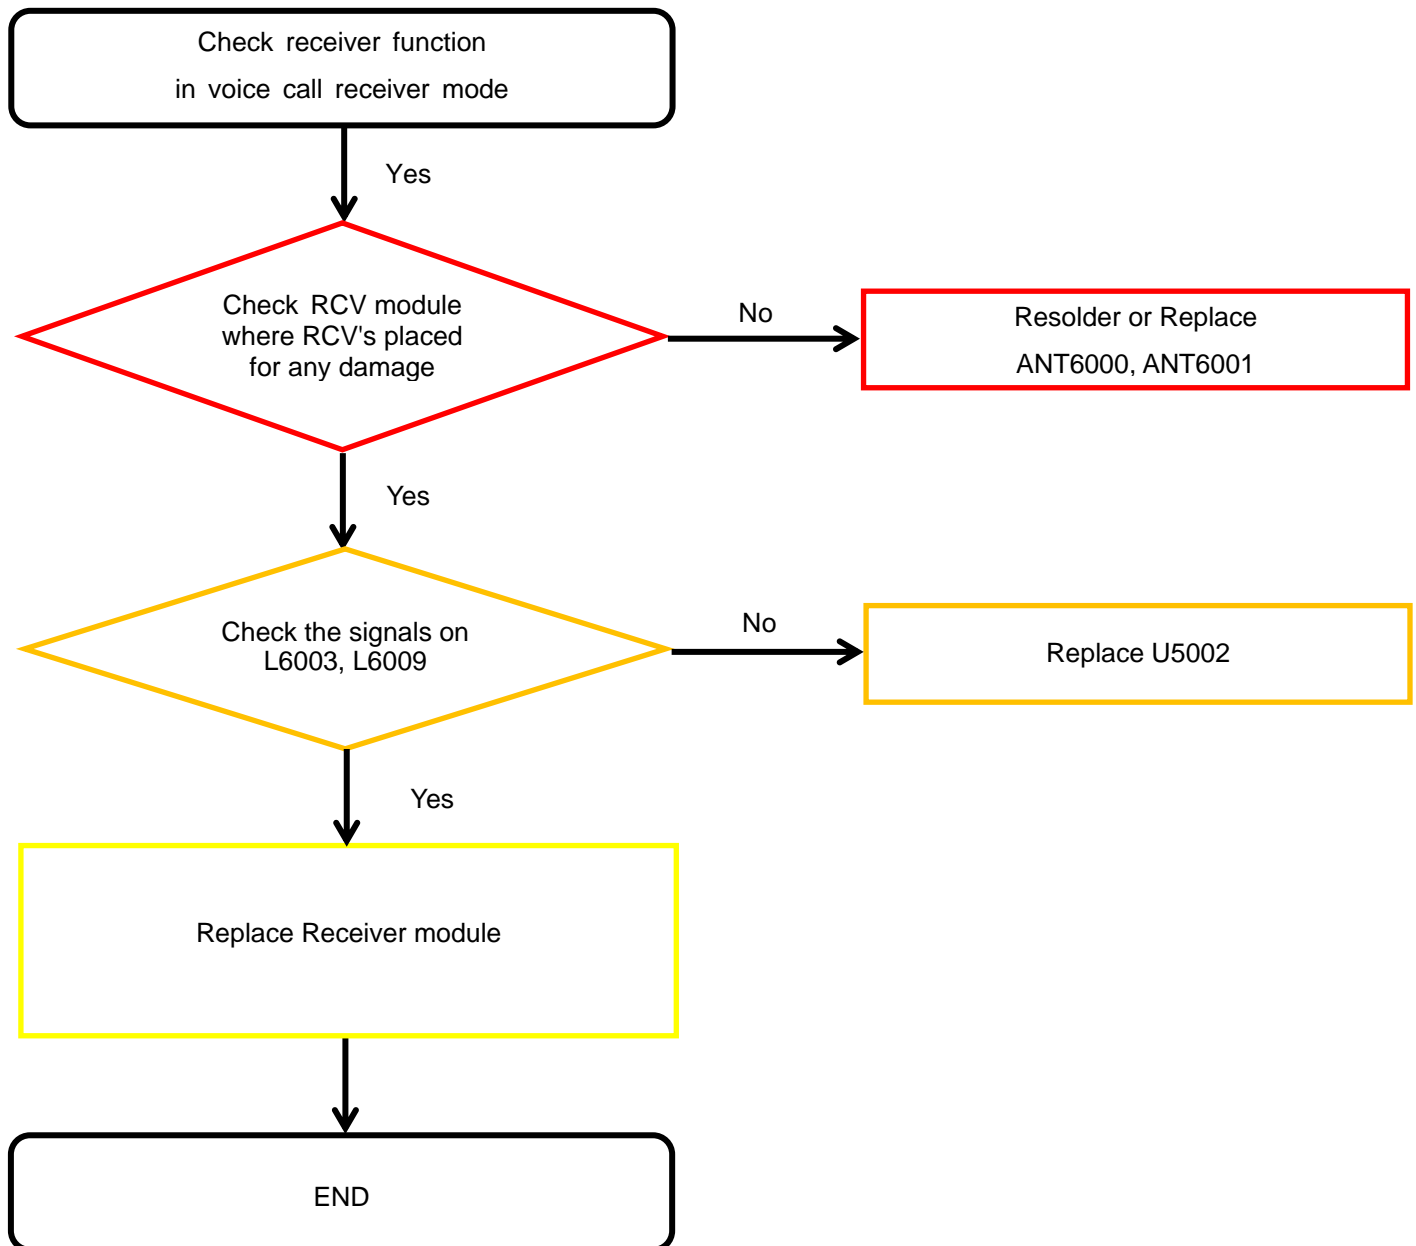 Check receiver function
in voice call receiver mode
Yes
Check RCV module
where RCV's placed
for any damage
No
Resolder or Replace
ANT6000, ANT6001
Yes
Check the signals on
L6003, L6009
No
Replace U5002
Yes
Replace Receiver module
END